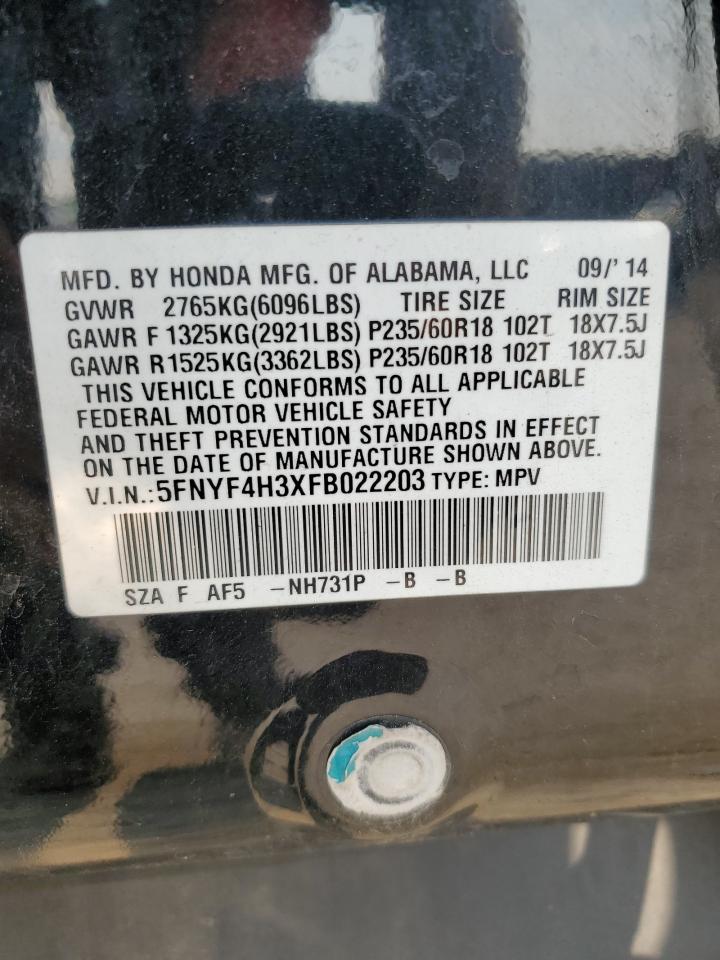 MFD. BY HONDA MFG. OF ALABAMA, LLC 09/'14
GVWR 2765KG(6096LBS) TIRE SIZE RIM SIZE
GAWR F 1325KG(2921LBS) P235/60R18 102T 18X7.5J
GAWR R 1525KG(3362LBS) P235/60R18 102T 18X7.5J
THIS VEHICLE CONFORMS TO ALL APPLICABLE
FEDERAL MOTOR VEHICLE SAFETY
AND THEFT PREVENTION STANDARDS IN EFFECT
ON THE DATE OF MANUFACTURE SHOWN ABOVE.
V.I.N.:5FNYF4H3XFB022203 TYPE: MPV
SZA F AF5 -NH731P -B -B